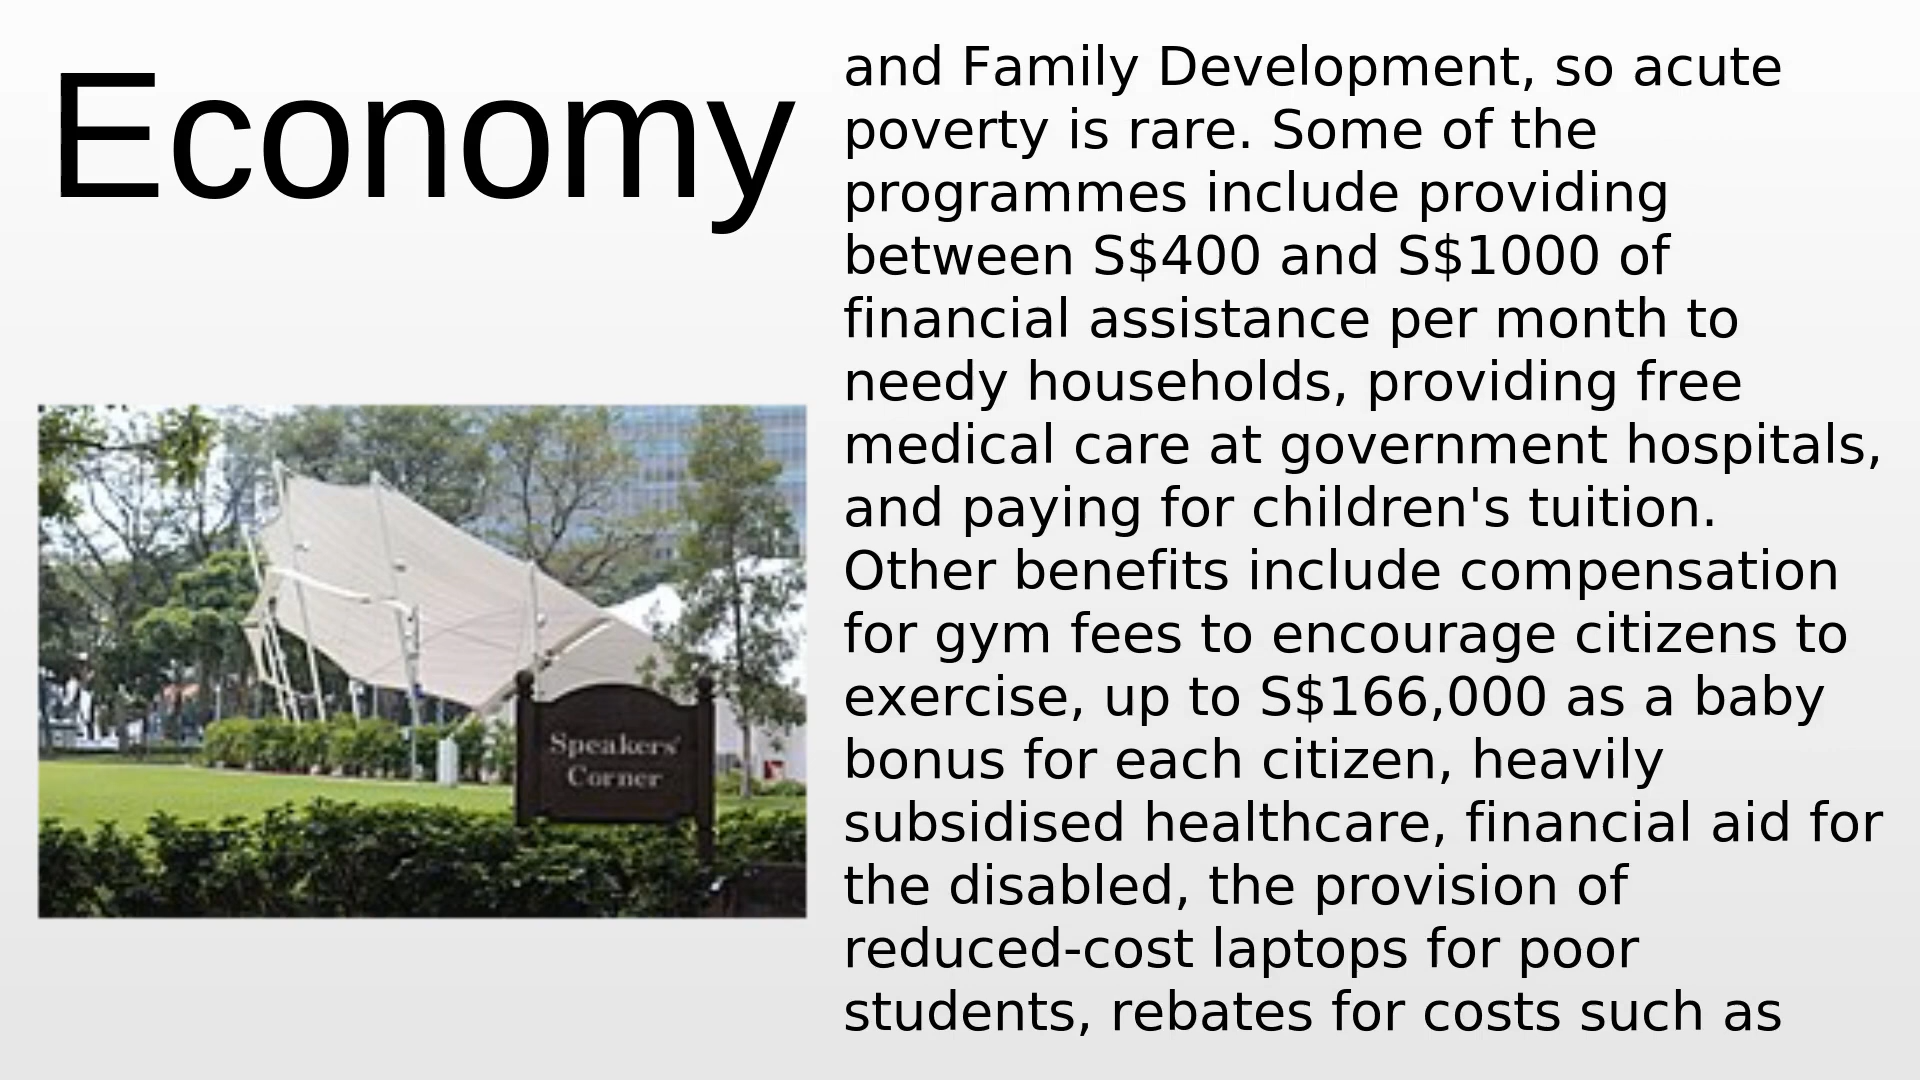 Economy
and Family Development, so acute
poverty is rare. Some of the
programmes include providing
between S$400 and S$1000 of
financial assistance per month to
needy households, providing free
medical care at government hospitals,
and paying for children's tuition.
Other benefits include compensation
for gym fees to encourage citizens to
exercise, up to S$166,000 as a baby
bonus for each citizen, heavily
subsidised healthcare, financial aid for
the disabled, the provision of
reduced-cost laptops for poor
students, rebates for costs such as
Speakers'
Corner